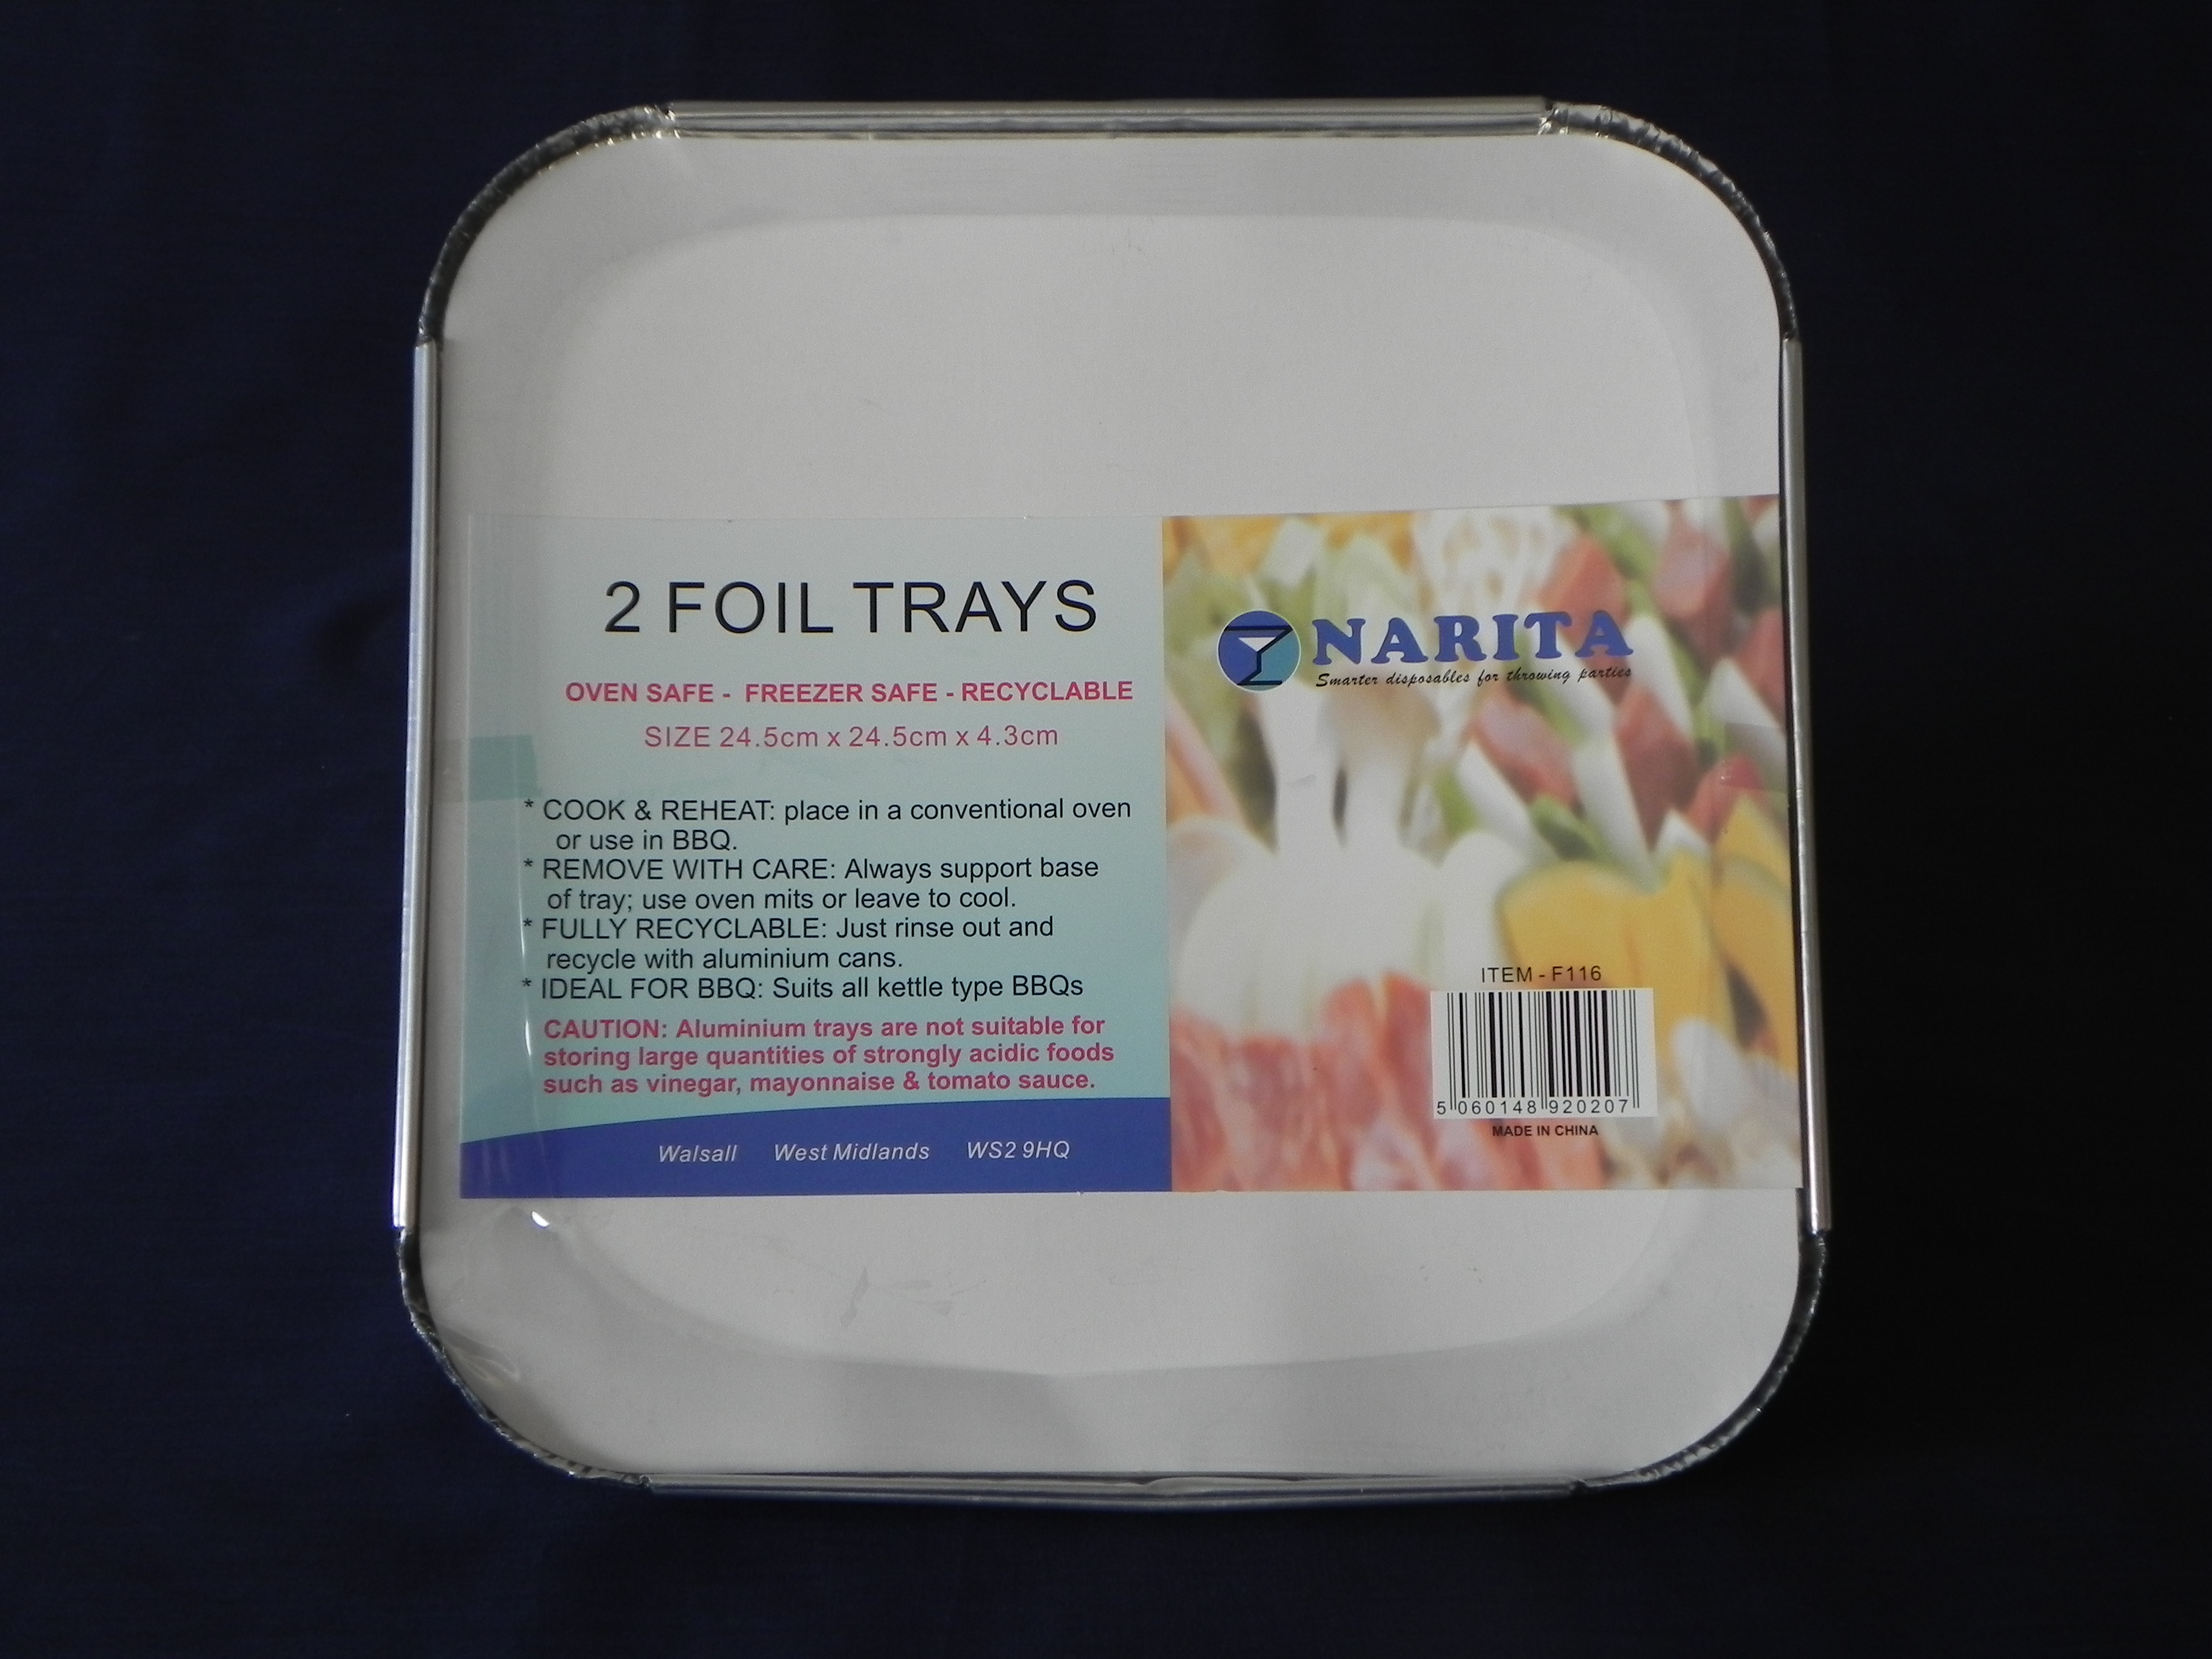 2 FOIL TRAYS
OVEN SAFE - FREEZER SAFE - RECYCLABLE
SIZE 24.5cm x 24.5cm x 4.3cm
* COOK & REHEAT: place in a conventional oven
or use in BBQ.
* REMOVE WITH CARE: Always support base
of tray; use oven mits or leave to cool.
* FULLY RECYCLABLE: Just rinse out and
recycle with aluminium cans.
* IDEAL FOR BBQ: Suits all kettle type BBQs
CAUTION: Aluminium trays are not suitable for
storing large quantities of strongly acidic foods
such as vinegar, mayonnaise & tomato sauce.
Walsall West Midlands WS2 9HQ
NARITA
Smarter disposables for throwing parties
ITEM - F116
5 060148 920207
MADE IN CHINA